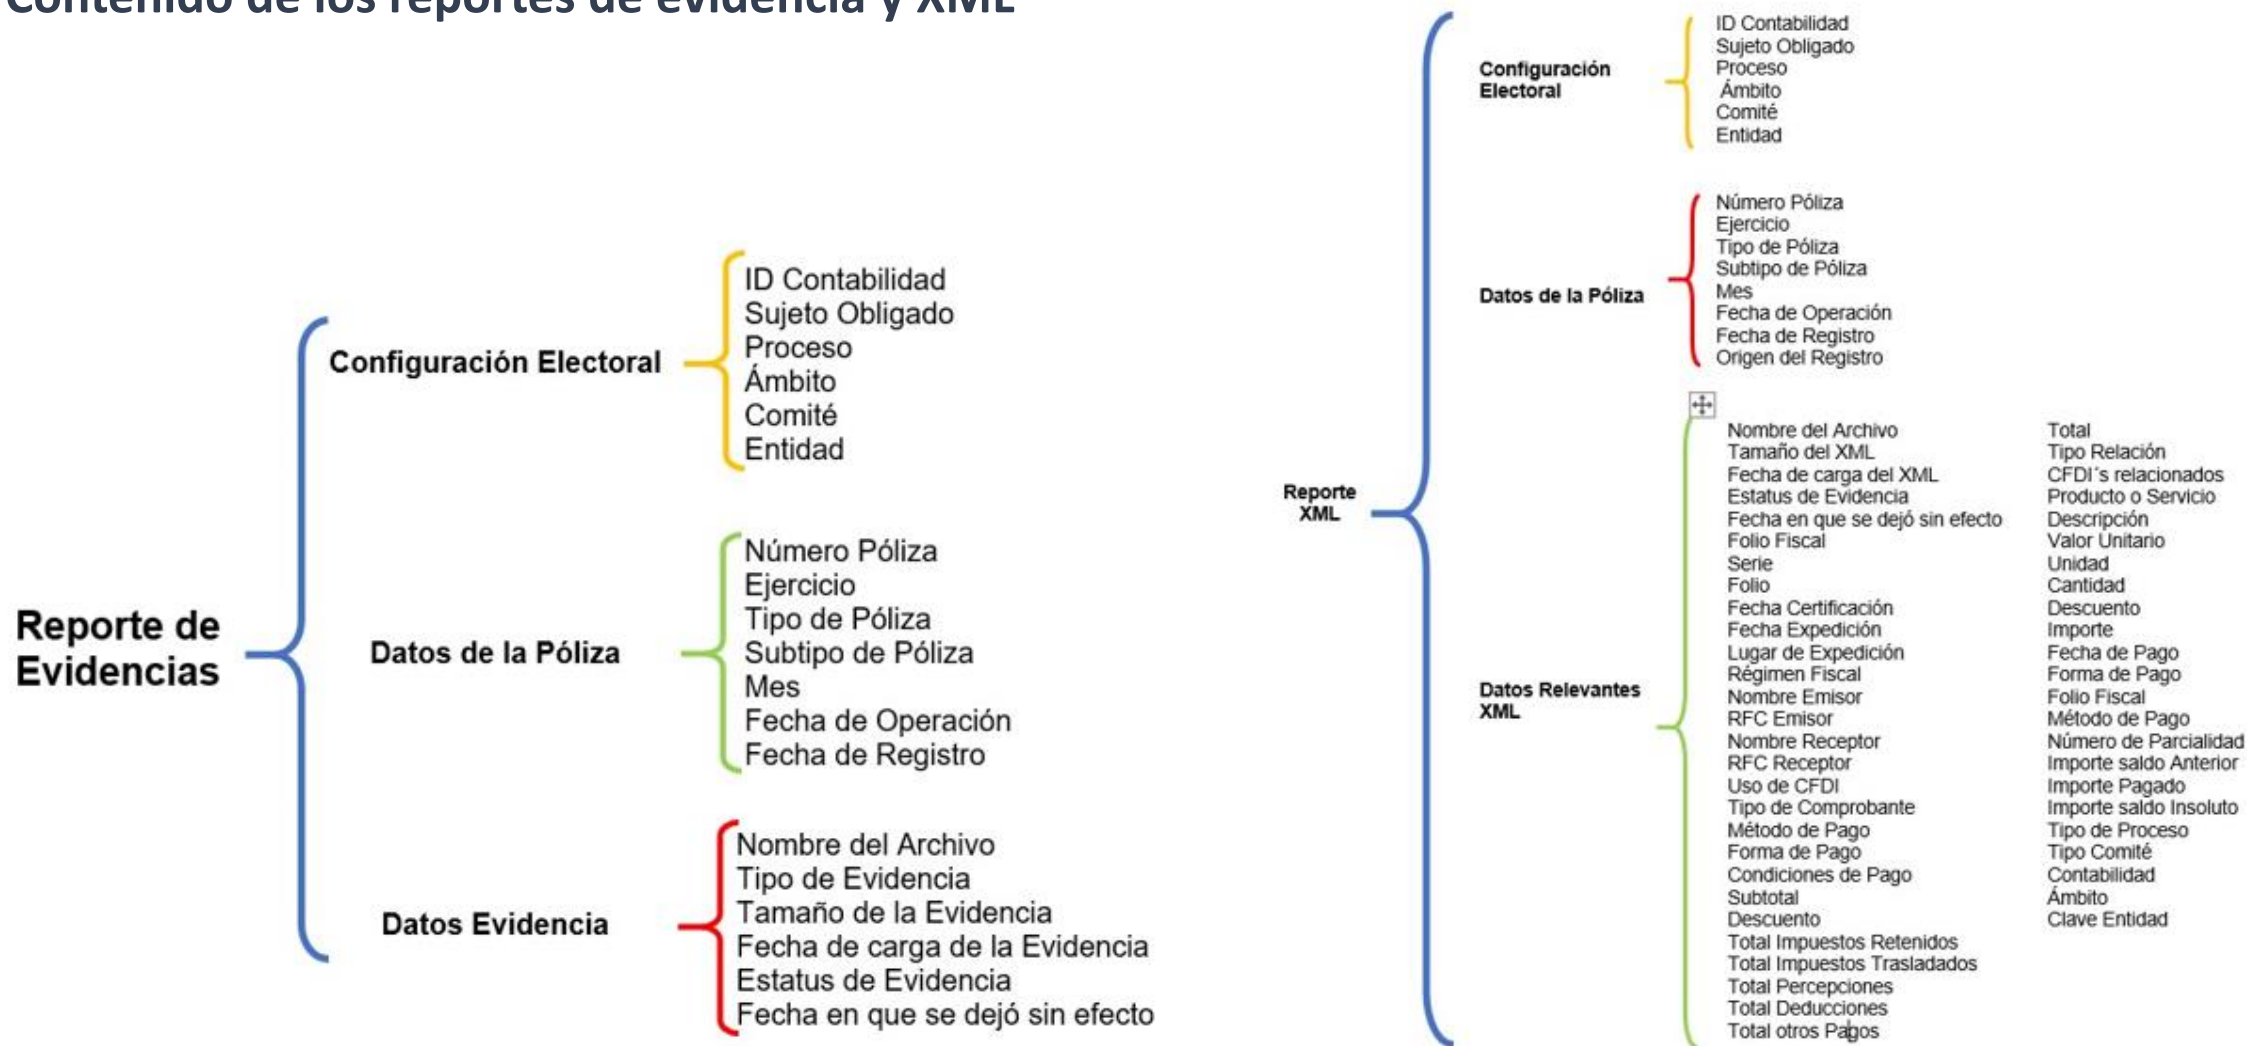 Contenido de los reportes de evidencia y XML
Reporte de
Evidencias
Configuración Electoral
ID Contabilidad
Sujeto Obligado
Proceso
Ámbito
Comité
Entidad
Datos de la Póliza
Número Póliza
Ejercicio
Tipo de Póliza
Subtipo de Póliza
Mes
Fecha de Operación
Fecha de Registro
Datos Evidencia
Nombre del Archivo
Tipo de Evidencia
Tamaño de la Evidencia
Fecha de carga de la Evidencia
Estatus de Evidencia
Fecha en que se dejó sin efecto
Reporte
XML
Configuración
Electoral
ID Contabilidad
Sujeto Obligado
Proceso
Ámbito
Comité
Entidad
Datos de la Póliza
Número Póliza
Ejercicio
Tipo de Póliza
Subtipo de Póliza
Mes
Fecha de Operación
Fecha de Registro
Origen del Registro
Datos Relevantes
XML
Nombre del Archivo
Tamaño del XML
Fecha de carga del XML
Estatus de Evidencia
Fecha en que se dejó sin efecto
Folio Fiscal
Serie
Folio
Fecha Certificación
Fecha Expedición
Lugar de Expedición
Régimen Fiscal
Nombre Emisor
RFC Emisor
Nombre Receptor
RFC Receptor
Uso de CFDI
Tipo de Comprobante
Método de Pago
Forma de Pago
Condiciones de Pago
Subtotal
Descuento
Total Impuestos Retenidos
Total Impuestos Trasladados
Total Percepciones
Total Deducciones
Total otros Pagos
Total
Tipo Relación
CFDI´s relacionados
Producto o Servicio
Descripción
Valor Unitario
Unidad
Cantidad
Descuento
Importe
Fecha de Pago
Forma de Pago
Folio Fiscal
Método de Pago
Número de Parcialidad
Importe saldo Anterior
Importe Pagado
Importe saldo Insoluto
Tipo de Proceso
Tipo Comité
Contabilidad
Ámbito
Clave Entidad